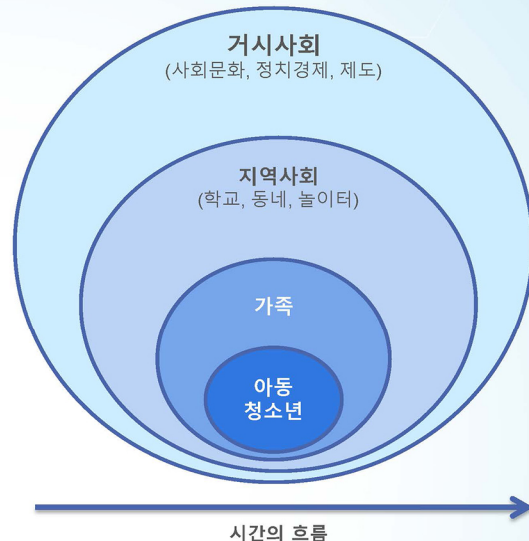 거시사회
(사회문화, 정치경제, 제도)
지역사회
(학교, 동네, 놀이터)
가족
아동
청소년
시간의 흐름